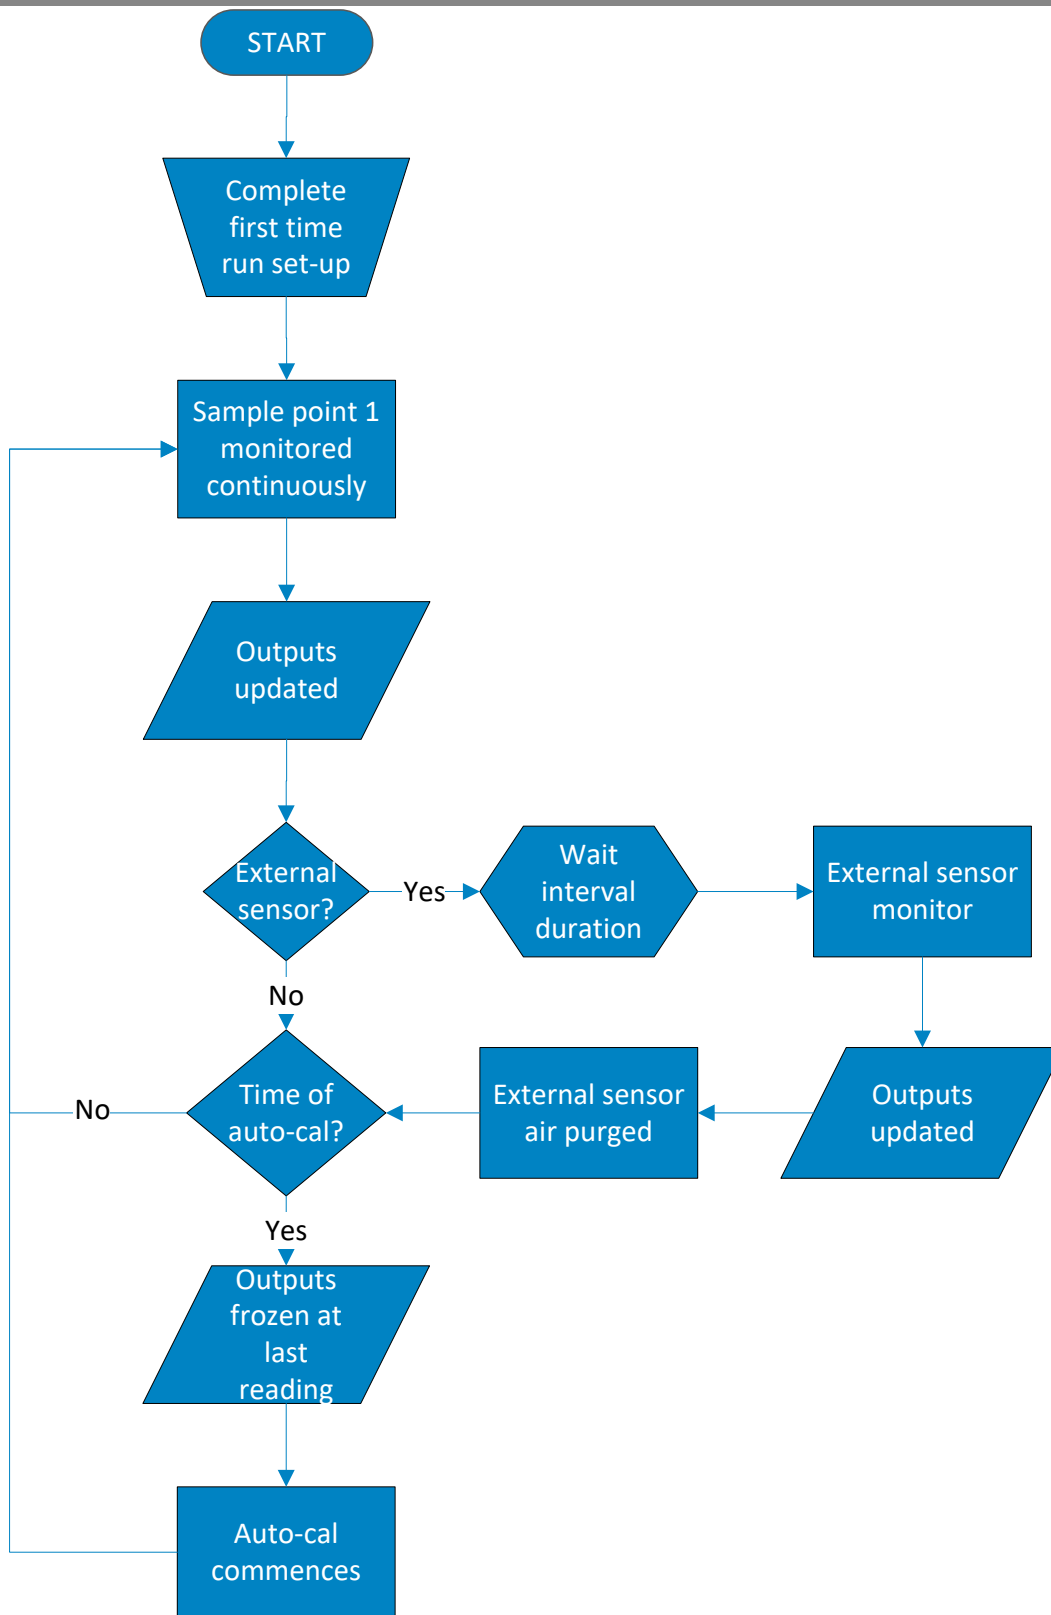 START
Complete
first time
run set-up
Sample point 1
monitored
continuously
Outputs
updated
External
sensor?
Yes
Wait
interval
duration
External sensor
monitor
No
Time of
auto-cal?
No
External sensor
air purged
Outputs
updated
Yes
Outputs
frozen at
last
reading
Auto-cal
commences